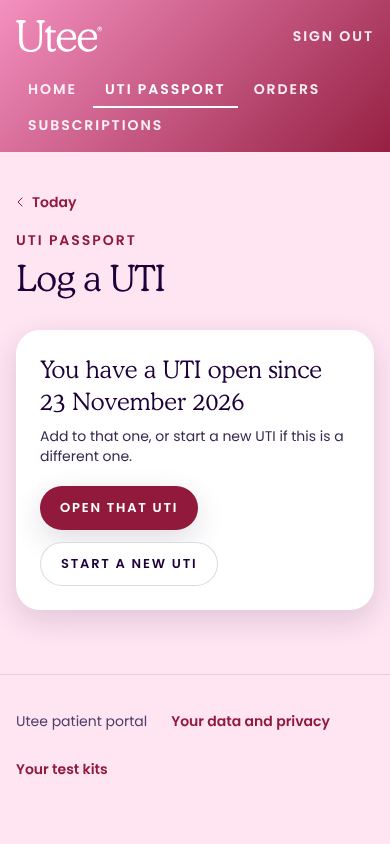 Utee®
SIGN OUT
HOME
UTI PASSPORT
ORDERS
SUBSCRIPTIONS
Today
UTI PASSPORT
Log a UTI
You have a UTI open since
23 November 2026
Add to that one, or start a new UTI if this is a
different one.
OPEN THAT UTI
START A NEW UTI
Utee patient portal
Your data and privacy
Your test kits